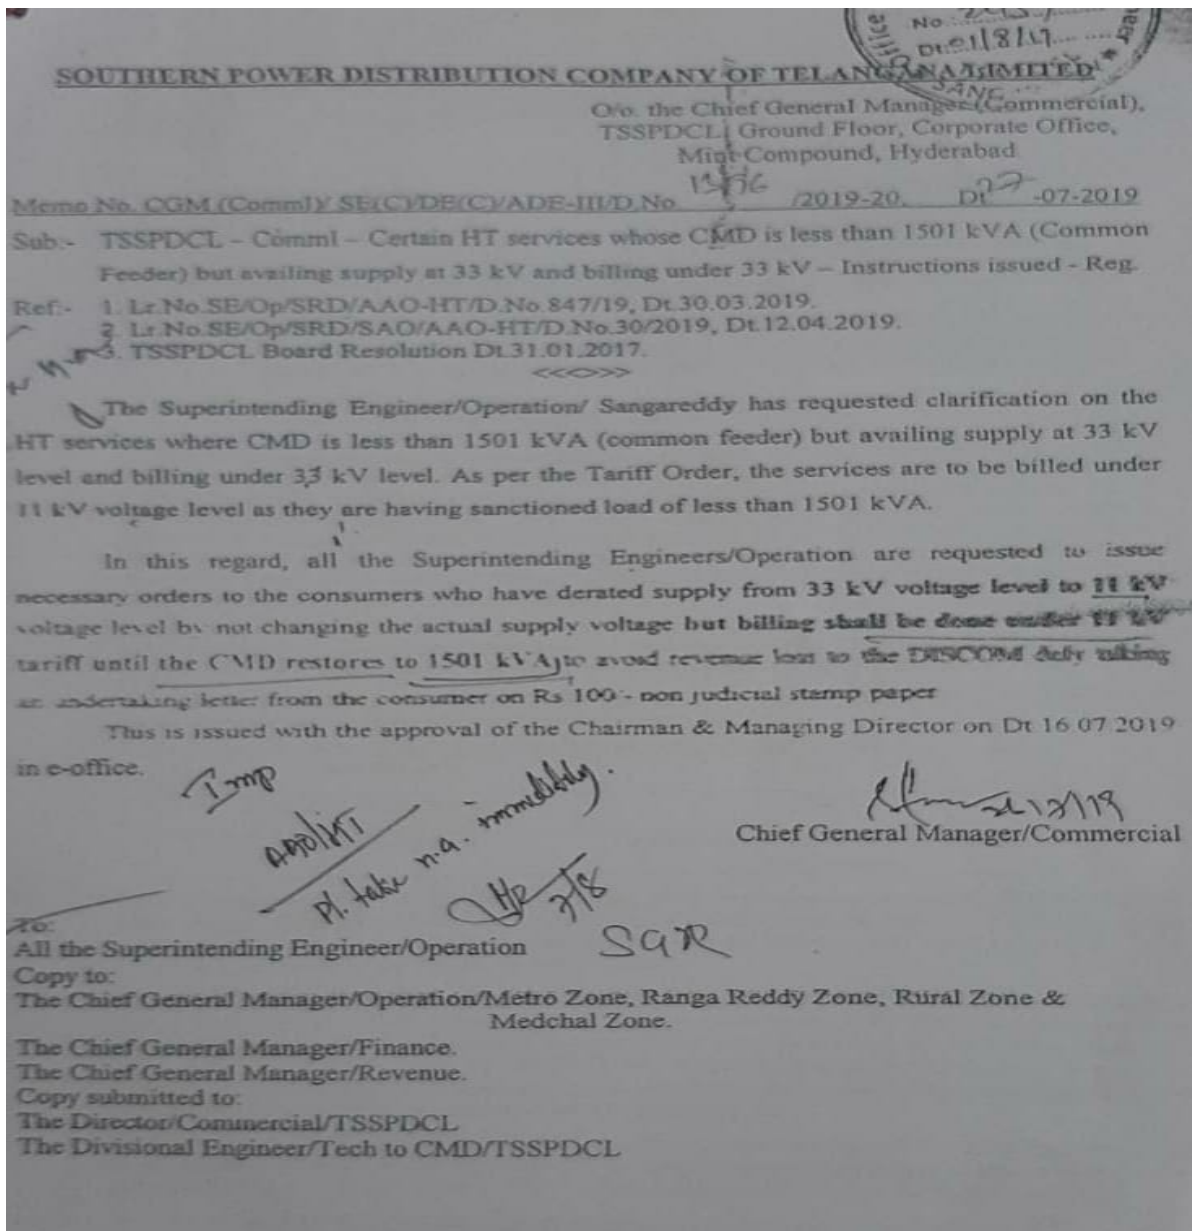 No
Dt: 01/8/19
SOUTHERN POWER DISTRIBUTION COMPANY OF TELANGANA LIMITED
O/o. the Chief General Manager (Commercial),
TSSPDCL, Ground Floor, Corporate Office,
Mint Compound, Hyderabad
Memo No. CGM (Comml)/ SE(C)/DE(C)/ADE-III/D.No. /2019-20. Dt 27-07-2019
Sub:- TSSPDCL – Comml – Certain HT services whose CMD is less than 1501 kVA (Common
Feeder) but availing supply at 33 kV and billing under 33 kV – Instructions issued - Reg.
Ref:- 1. Lr.No.SE/Op/SRD/AAO-HT/D.No.847/19, Dt.30.03.2019.
2. Lr.No.SE/Op/SRD/SAO/AAO-HT/D.No.30/2019, Dt.12.04.2019.
3. TSSPDCL Board Resolution Dt.31.01.2017.
<<<>>>
The Superintending Engineer/Operation/ Sangareddy has requested clarification on the
HT services where CMD is less than 1501 kVA (common feeder) but availing supply at 33 kV
level and billing under 33 kV level. As per the Tariff Order, the services are to be billed under
11 kV voltage level as they are having sanctioned load of less than 1501 kVA.
In this regard, all the Superintending Engineers/Operation are requested to issue
necessary orders to the consumers who have derated supply from 33 kV voltage level to 11 kV
voltage level by not changing the actual supply voltage but billing shall be done under 11 kV
tariff until the CMD restores to 1501 kVA, to avoid revenue loss to the DISCOM duly taking
an undertaking letter from the consumer on Rs 100/- non judicial stamp paper
This is issued with the approval of the Chairman & Managing Director on Dt 16.07.2019
in e-office.
Imp
AAO/HT
Pl. take n.a. immediately.
7/8
SGR
Chief General Manager/Commercial
To:
All the Superintending Engineer/Operation
Copy to:
The Chief General Manager/Operation/Metro Zone, Ranga Reddy Zone, Rural Zone &
Medchal Zone.
The Chief General Manager/Finance.
The Chief General Manager/Revenue.
Copy submitted to:
The Director/Commercial/TSSPDCL
The Divisional Engineer/Tech to CMD/TSSPDCL